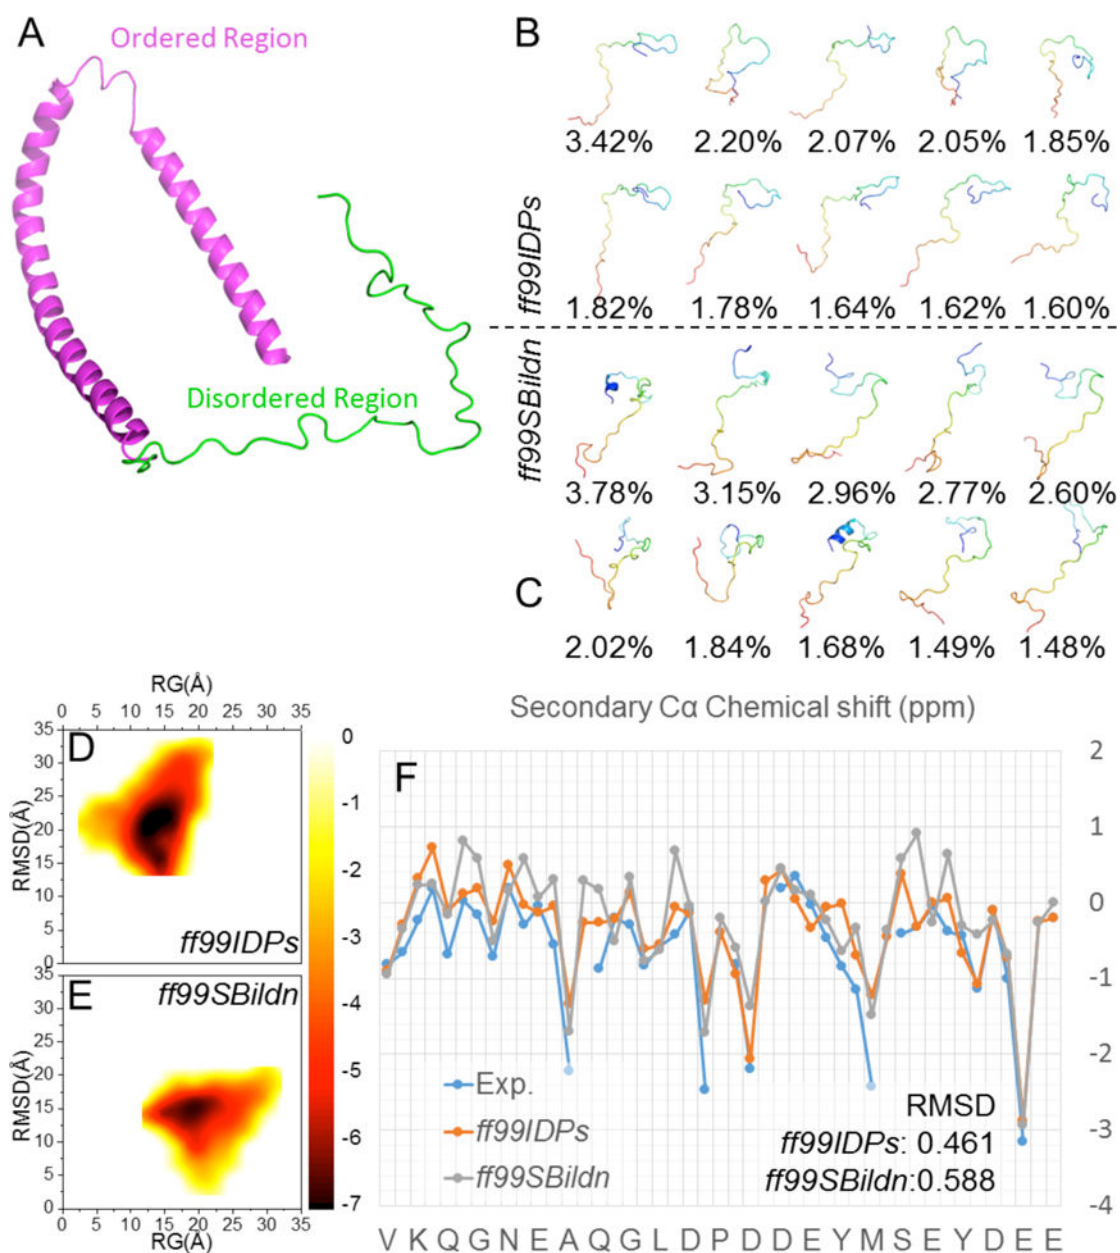 A
Ordered Region
Disordered Region
B
3.42% 2.20% 2.07% 2.05% 1.85%
ff99IDPs
1.82% 1.78% 1.64% 1.62% 1.60%
ff99SBildn
3.78% 3.15% 2.96% 2.77% 2.60%
C
2.02% 1.84% 1.68% 1.49% 1.48%
RG(Å)
0 5 10 15 20 25 30 35
D
RMSD(Å)
35
30
25
20
15
10
5
0
ff99IDPs
E
ff99SBildn
RMSD(Å)
35
30
25
20
15
10
5
0
0 5 10 15 20 25 30 35
RG(Å)
0
-1
-2
-3
-4
-5
-6
-7
Secondary Cα Chemical shift (ppm)
F
2
1
0
-1
-2
-3
-4
Exp.
ff99IDPs
ff99SBildn
RMSD
ff99IDPs: 0.461
ff99SBildn:0.588
V K Q G N E A Q G L D P D D E Y M S E Y D E E